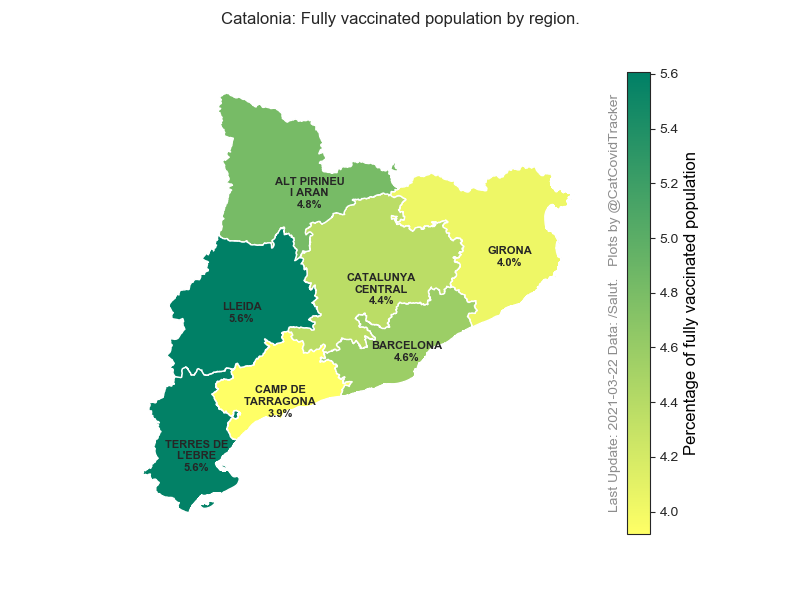 Catalonia: Fully vaccinated population by region.
ALT PIRINEU
I ARAN
4.8%
GIRONA
4.0%
CATALUNYA
CENTRAL
4.4%
LLEIDA
5.6%
BARCELONA
4.6%
CAMP DE
TARRAGONA
3.9%
TERRES DE
L'EBRE
5.6%
Last Update: 2021-03-22 Data: /Salut. Plots by @CatCovidTracker
5.6
5.4
5.2
5.0
4.8
4.6
4.4
4.2
4.0
Percentage of fully vaccinated population